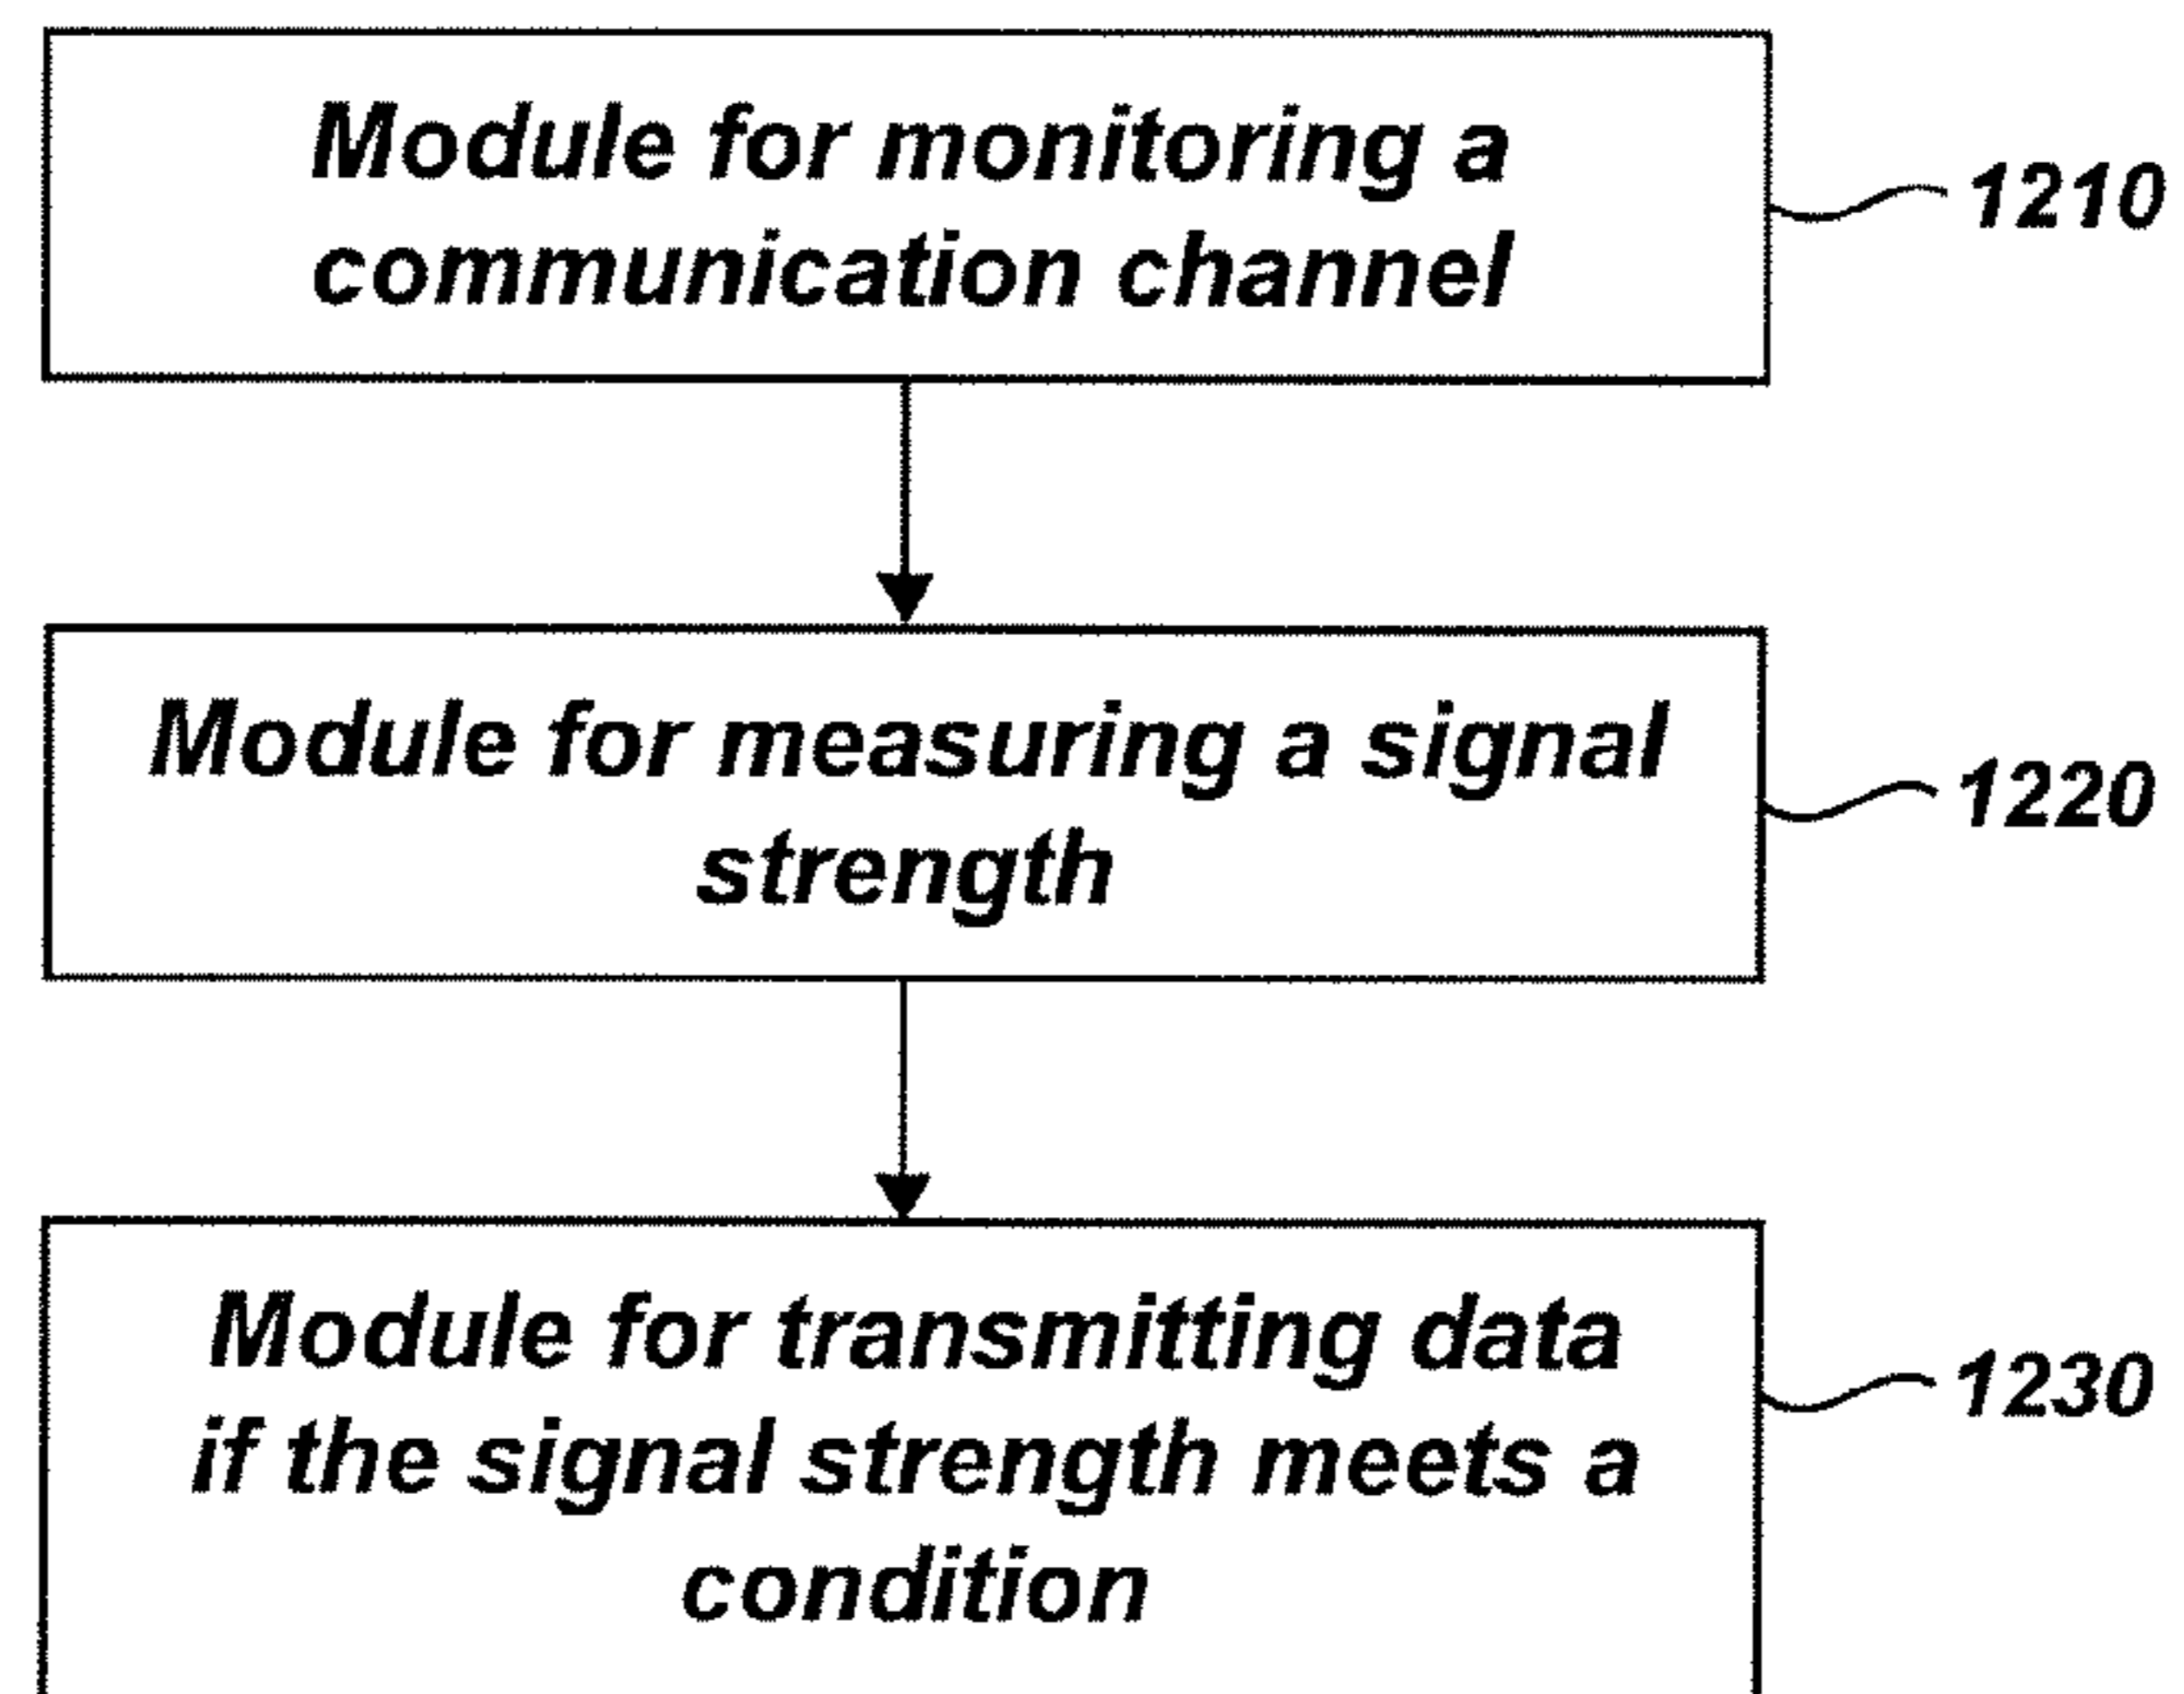 Module for monitoring a
communication channel
1210
Module for measuring a signal
strength
1220
Module for transmitting data
if the signal strength meets a
condition
1230